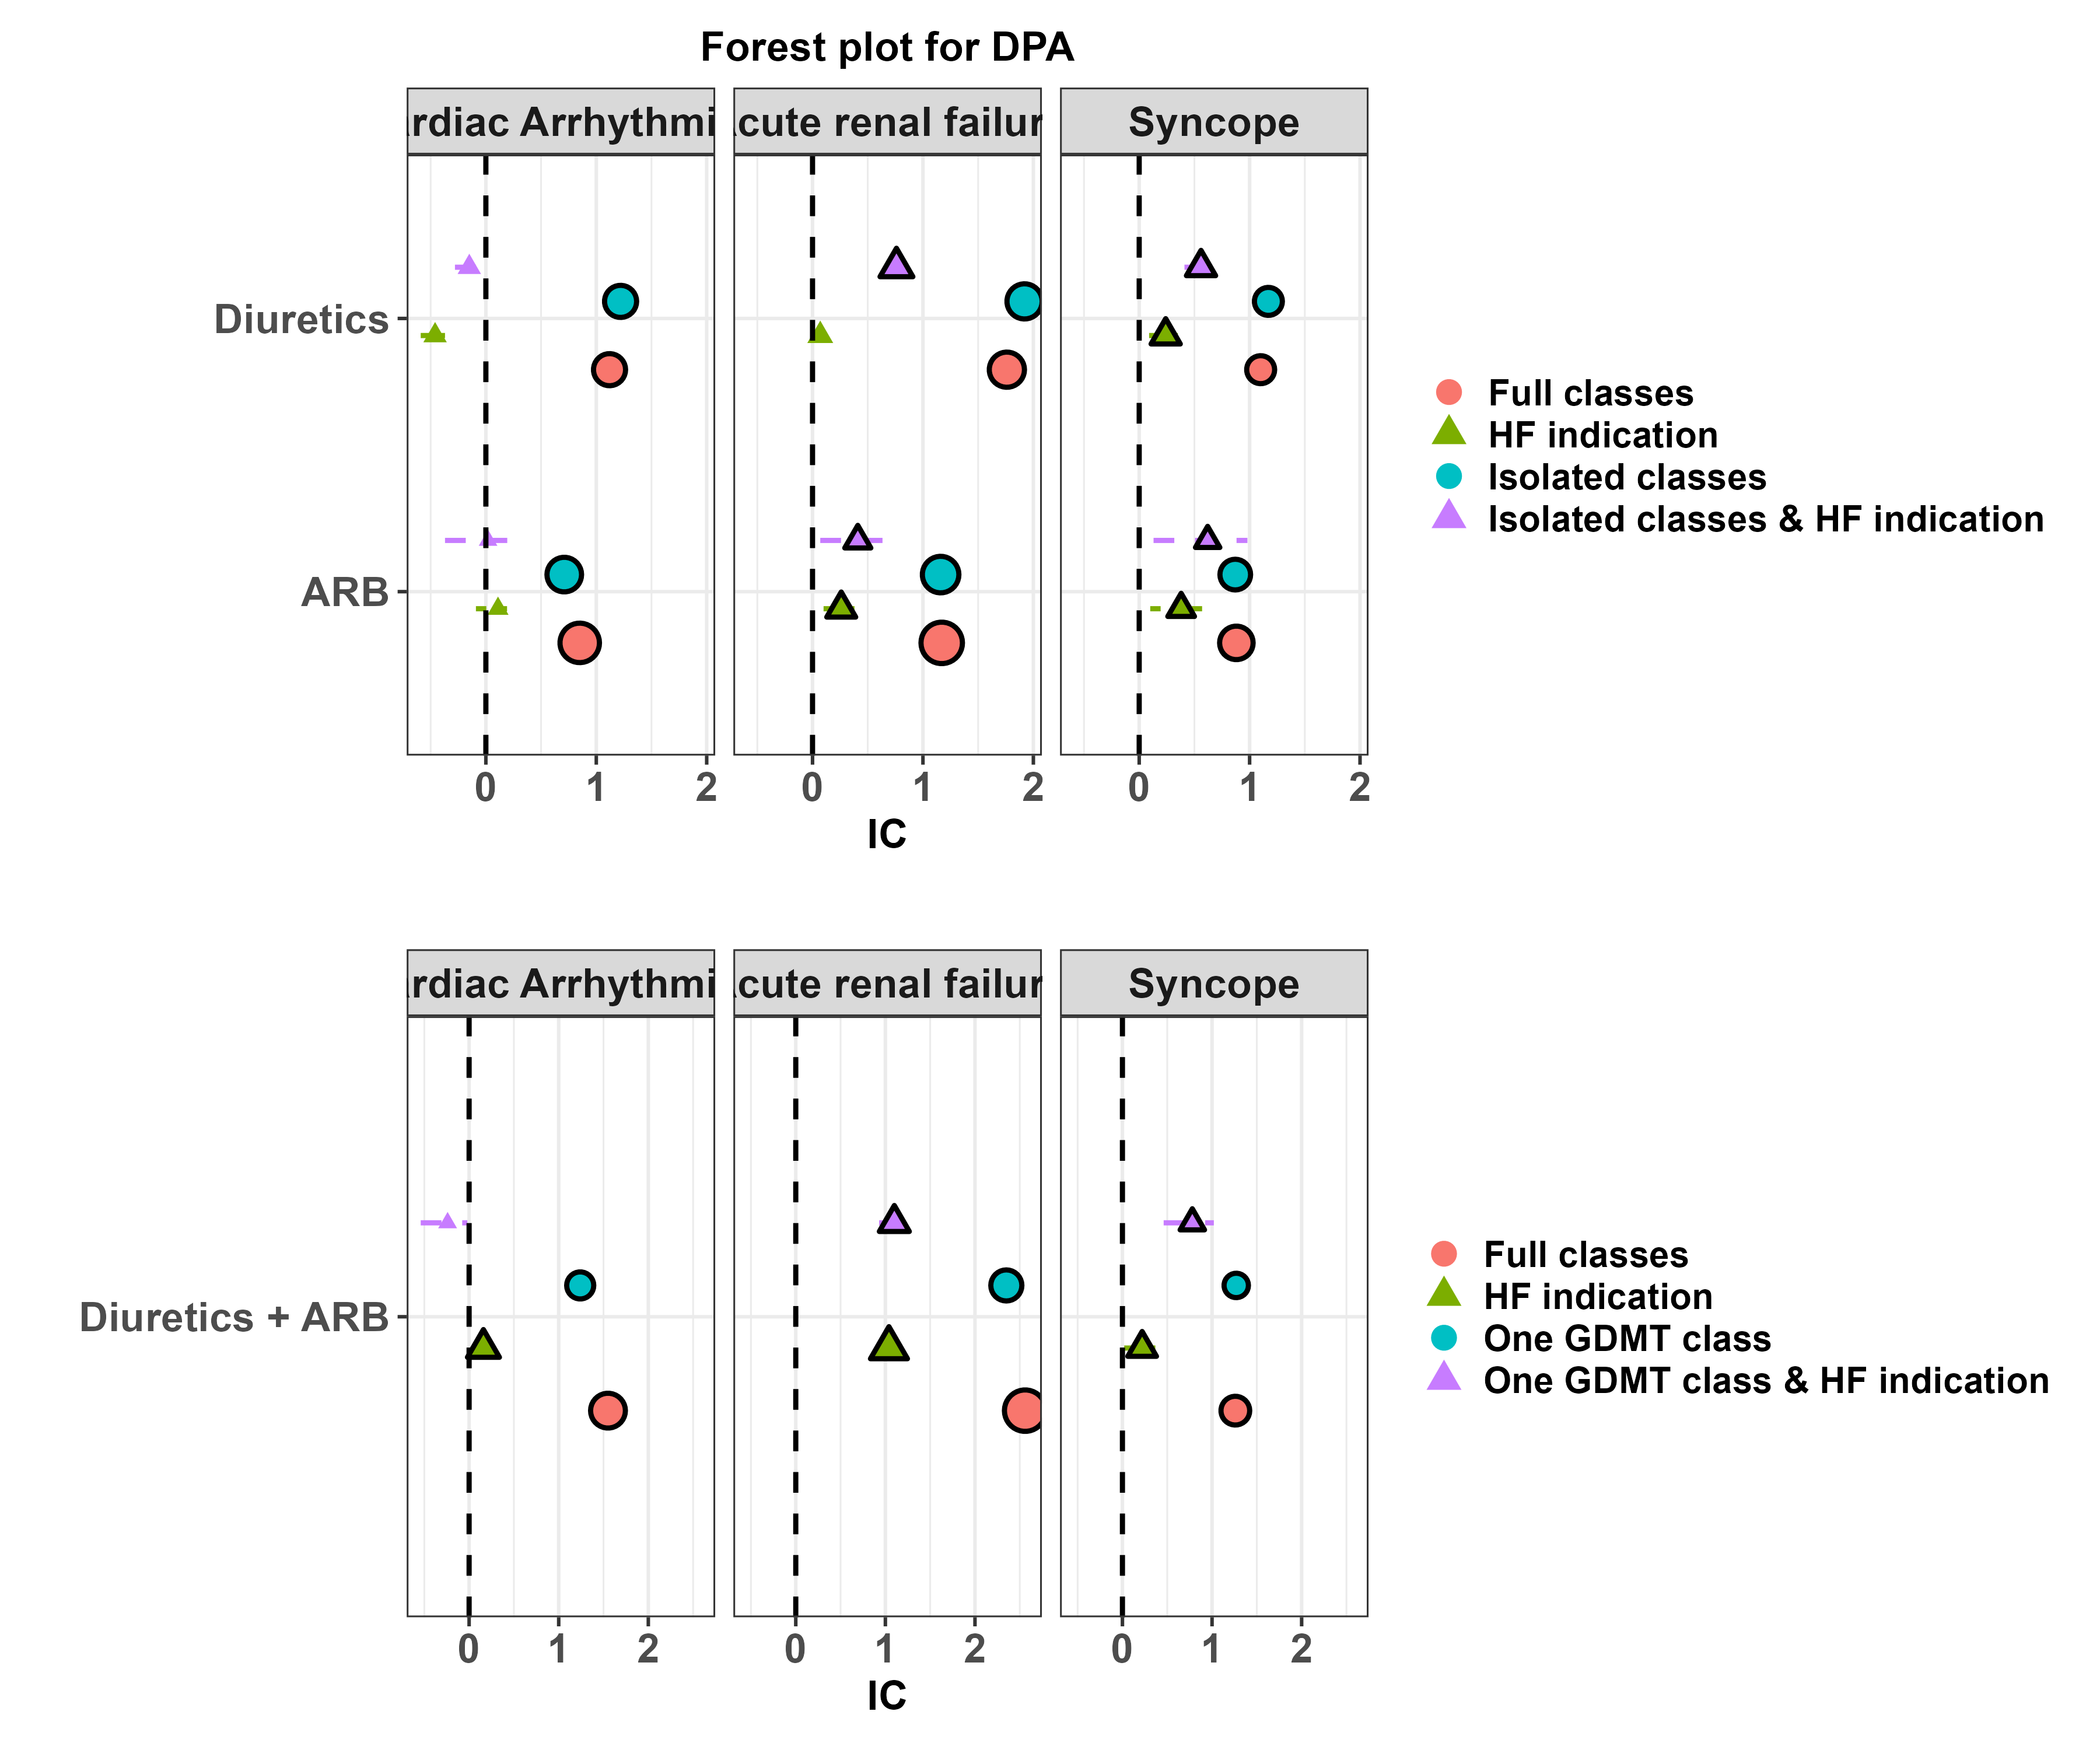 Forest plot for DPA
rdiac Arrhythmi
cute renal failur
Syncope
Diuretics
ARB
0 1 2
0 1 2
0 1 2
IC
Full classes
HF indication
Isolated classes
Isolated classes & HF indication
rdiac Arrhythmi
cute renal failur
Syncope
Diuretics + ARB
0 1 2
0 1 2
0 1 2
IC
Full classes
HF indication
One GDMT class
One GDMT class & HF indication